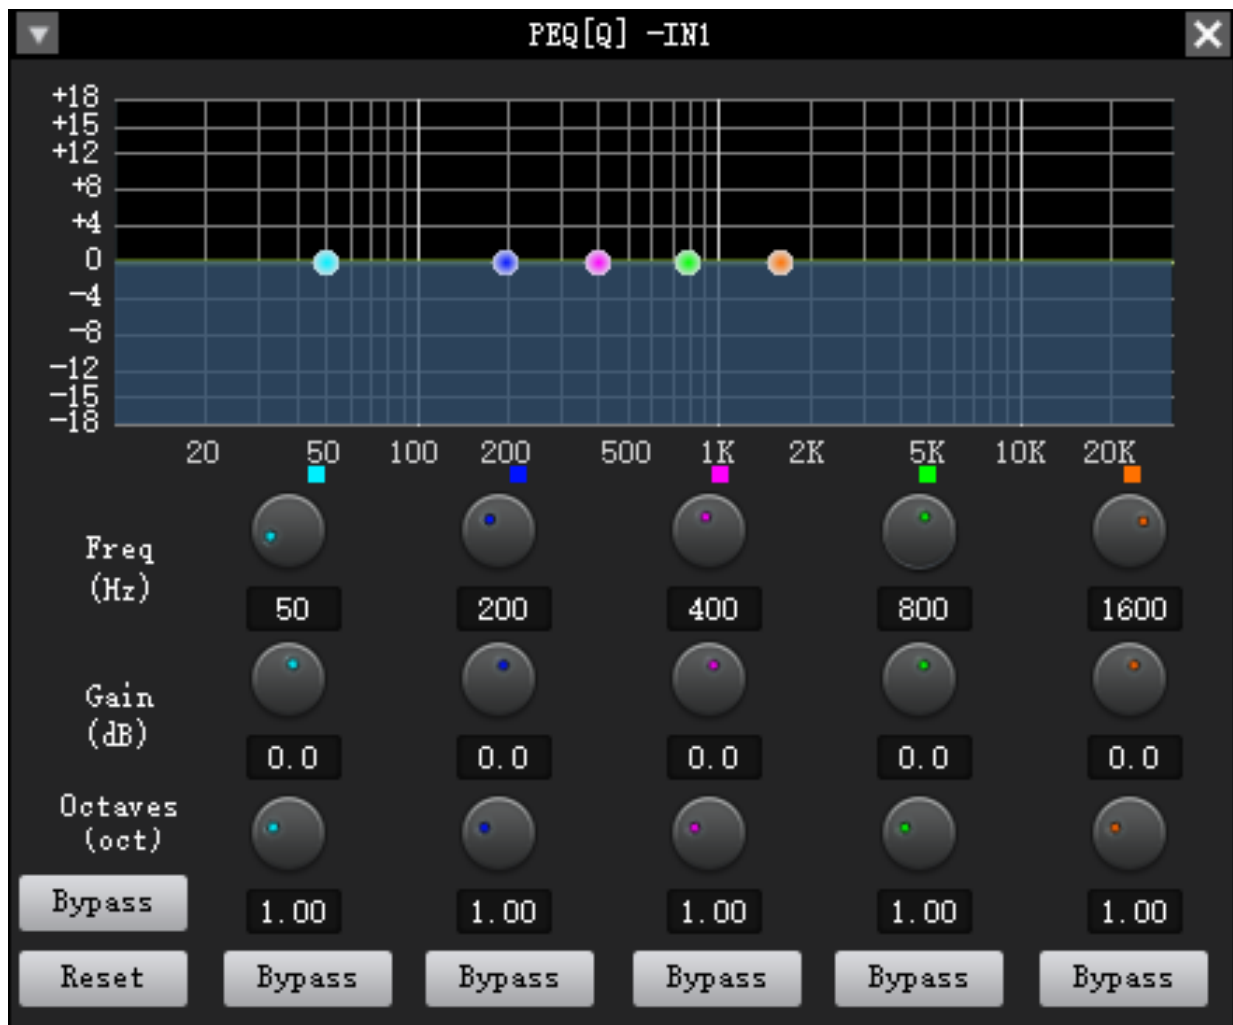 PEQ[Q] -IN1
+18
+15
+12
+8
+4
0
-4
-8
-12
-15
-18
20 50 100 200 500 1K 2K 5K 10K 20K
Freq
(Hz)
50 200 400 800 1600
Gain
(dB)
0.0 0.0 0.0 0.0 0.0
Octaves
(oct)
Bypass 1.00 1.00 1.00 1.00 1.00
Reset Bypass Bypass Bypass Bypass Bypass